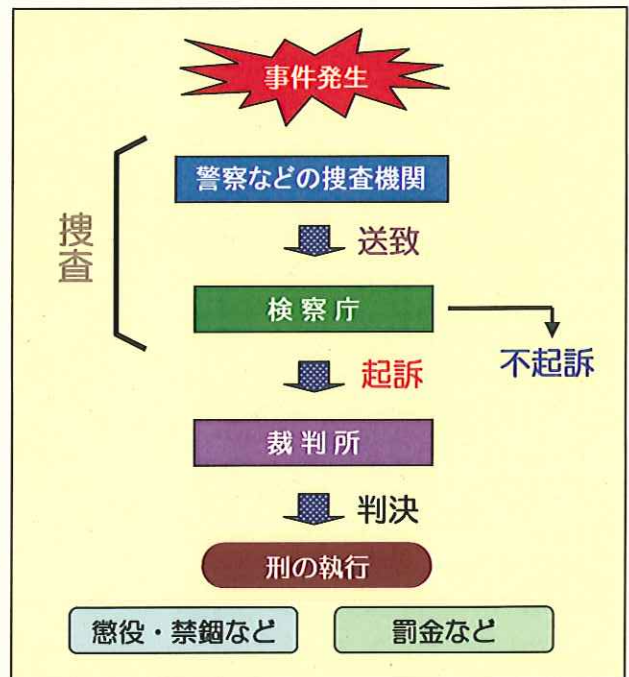 事件発生
警察などの捜査機関
捜査
送致
検察庁
起訴
不起訴
裁判所
判決
刑の執行
懲役・禁錮など
罰金など